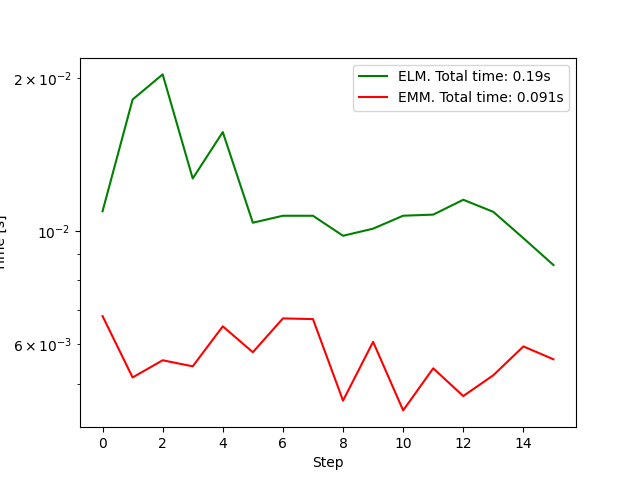 ELM. Total time: 0.19s
EMM. Total time: 0.091s
2 × 10⁻²
10⁻²
6 × 10⁻³
[s]
0 2 4 6 8 10 12 14
Step